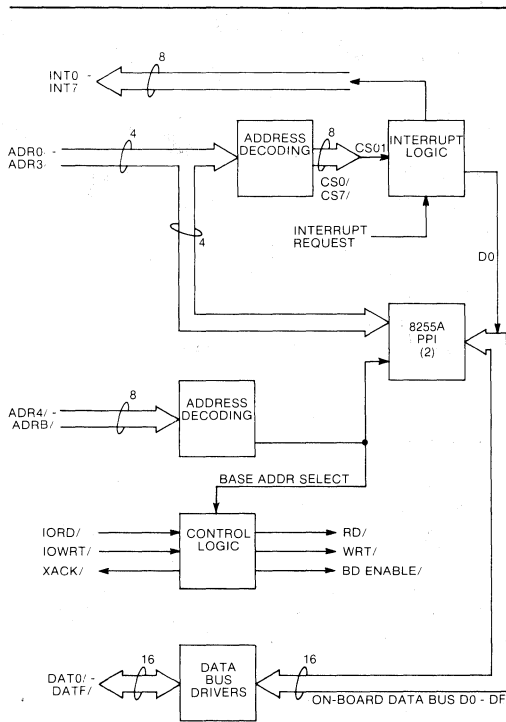 8
INT0 -
INT7
ADR0 -
ADR3
4
ADDRESS
DECODING
8
CS01
CS0/
CS7/
INTERRUPT
LOGIC
INTERRUPT
REQUEST
4
D0
8255A
PPI
(2)
ADR4/ -
ADRB/
8
ADDRESS
DECODING
BASE ADDR SELECT
IORD/
IOWRT/
XACK/
CONTROL
LOGIC
RD/
WRT/
BD ENABLE/
DAT0/ -
DATF/
16
DATA
BUS
DRIVERS
16
ON-BOARD DATA BUS D0 - DF